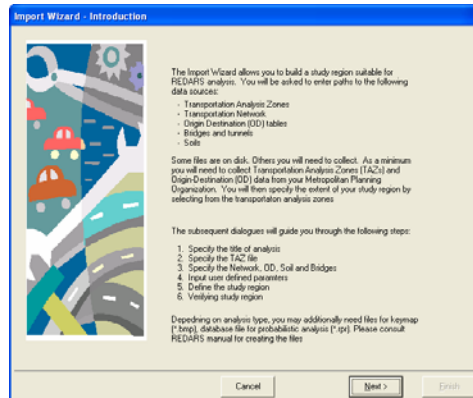 Import Wizard - Introduction
The Import Wizard allows you to build a study region suitable for
REDARS analysis. You will be asked to enter paths to the following
data sources:
- Transportation Analysis Zones
- Transportation Network
- Origin Destination (OD) tables
- Bridges and tunnels
- Soils
Some files are on disk. Others you will need to collect. As a minimum
you will need to collect Transportation Analysis Zones (TAZs) and
Origin-Destination (OD) data from your Metropolitan Planning
Organization. You will then specify the extent of your study region by
selecting from the transportaton analysis zones
The subsequent dialogues will guide you through the following steps:
1. Specify the title of analysis
2. Specify the TAZ file
3. Specify the Network, OD, Soil and Bridges
4. Input user defined paramters
5. Define the study region
6. Verifying study region
Depedning on analysis type, you may additionally need files for keymap
(*.bmp), database file for probabilistic analysis (*.rpr). Please consult
REDARS manual for creating the files
Cancel
Next >
Finish